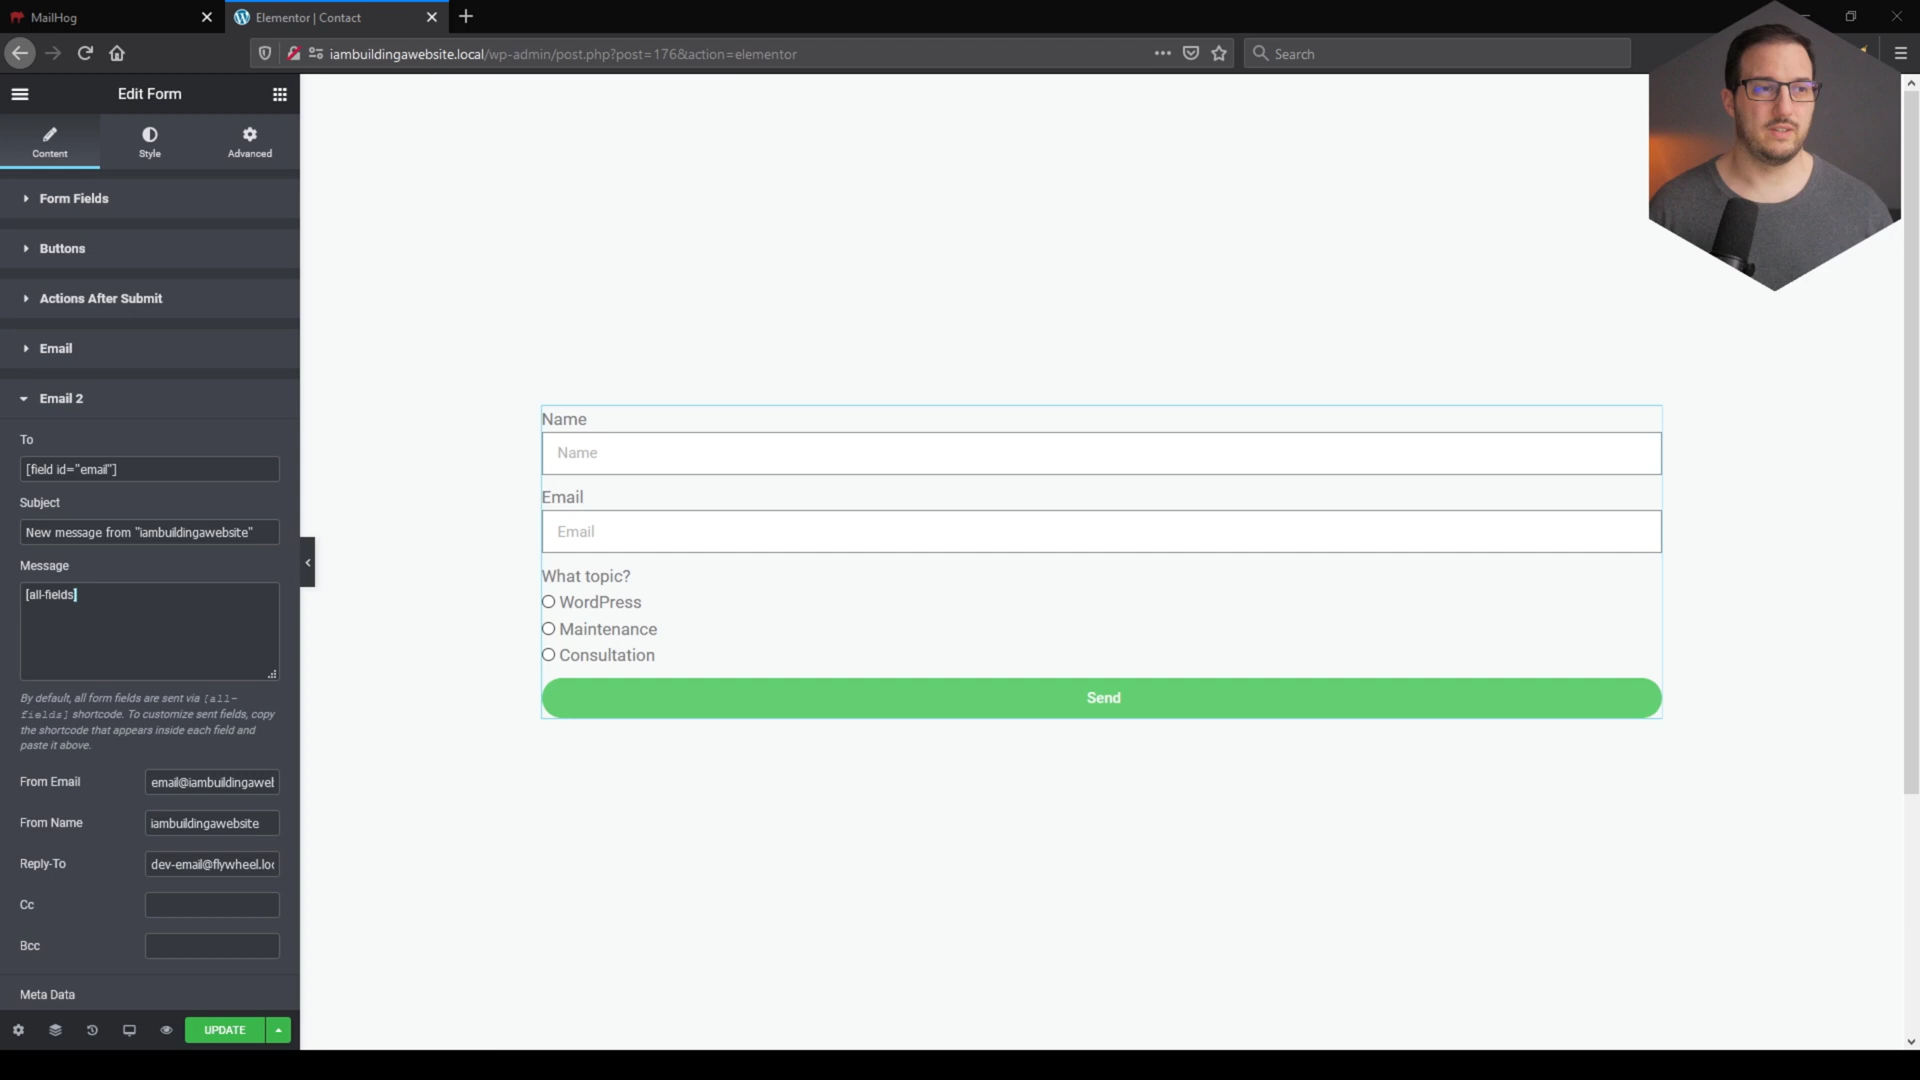 MailHog
Elementor | Contact
iambuildingawebsite.local/wp-admin/post.php?post=176&action=elementor
Search
Edit Form
Content
Style
Advanced
Form Fields
Buttons
Actions After Submit
Email
Email 2
To
[field id="email"]
Subject
New message from "iambuildingawebsite"
Message
[all-fields]
By default, all form fields are sent via [all-
fields] shortcode. To customize sent fields, copy
the shortcode that appears inside each field and
paste it above.
From Email
email@iambuildingawel
From Name
iambuildingawebsite
Reply-To
dev-email@flywheel.loc
Cc
Bcc
Meta Data
UPDATE
Name
Name
Email
Email
What topic?
WordPress
Maintenance
Consultation
Send